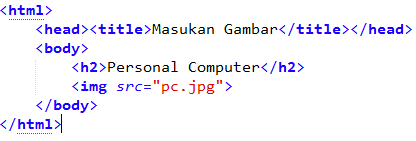 <html>
<head><title>Masukan Gambar</title></head>
<body>
<h2>Personal Computer</h2>
<img src="pc.jpg">
</body>
</html>